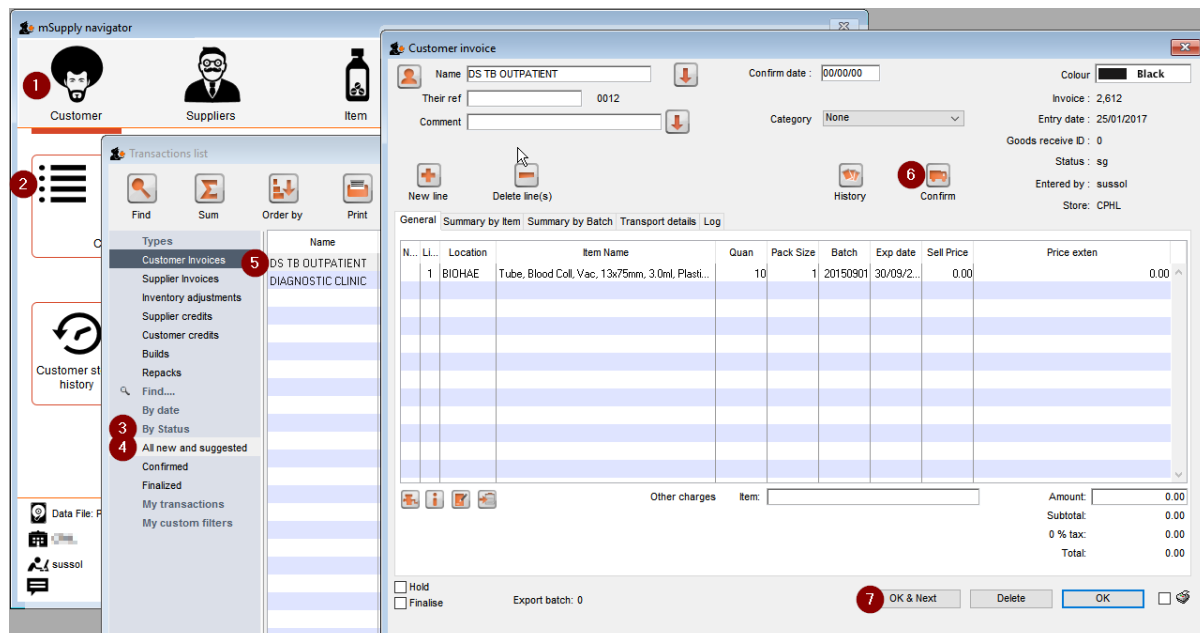 mSupply navigator
1
Customer
Suppliers
Item
2
C
Customer st
history
Data File: P
sussol
Transactions list
Find
Sum
Order by
Print
Types
Customer Invoices
Supplier Invoices
Inventory adjustments
Supplier credits
Customer credits
Builds
Repacks
Find....
By date
3 By Status
4 All new and suggested
Confirmed
Finalized
My transactions
My custom filters
Name
5 DS TB OUTPATIENT
DIAGNOSTIC CLINIC
Customer invoice
Name DS TB OUTPATIENT
Confirm date : 00/00/00
Colour Black
Their ref 0012
Invoice : 2,612
Comment
Category None
Entry date : 25/01/2017
Goods receive ID : 0
Status : sg
Entered by : sussol
Store: CPHL
New line
Delete line(s)
History
6 Confirm
General Summary by Item Summary by Batch Transport details Log
N... Li... Location Item Name Quan Pack Size Batch Exp date Sell Price Price exten
1 BIOHAE Tube, Blood Coll, Vac, 13x75mm, 3.0ml, Plasti... 10 1 20150901 30/09/2... 0.00 0.00
Other charges Item: Amount: 0.00
Subtotal: 0.00
0 % tax: 0.00
Total: 0.00
Hold
Finalise
Export batch: 0
7 OK & Next
Delete
OK